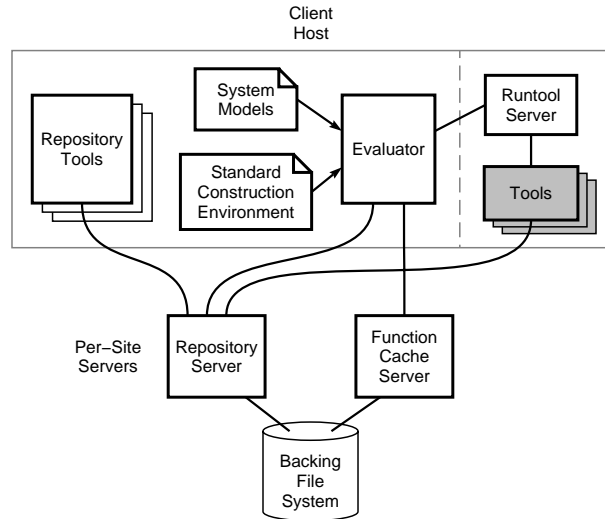 Client
Host
System
Models
Repository
Tools
Evaluator
Runtool
Server
Standard
Construction
Environment
Tools
Per–Site
Servers
Repository
Server
Function
Cache
Server
Backing
File
System